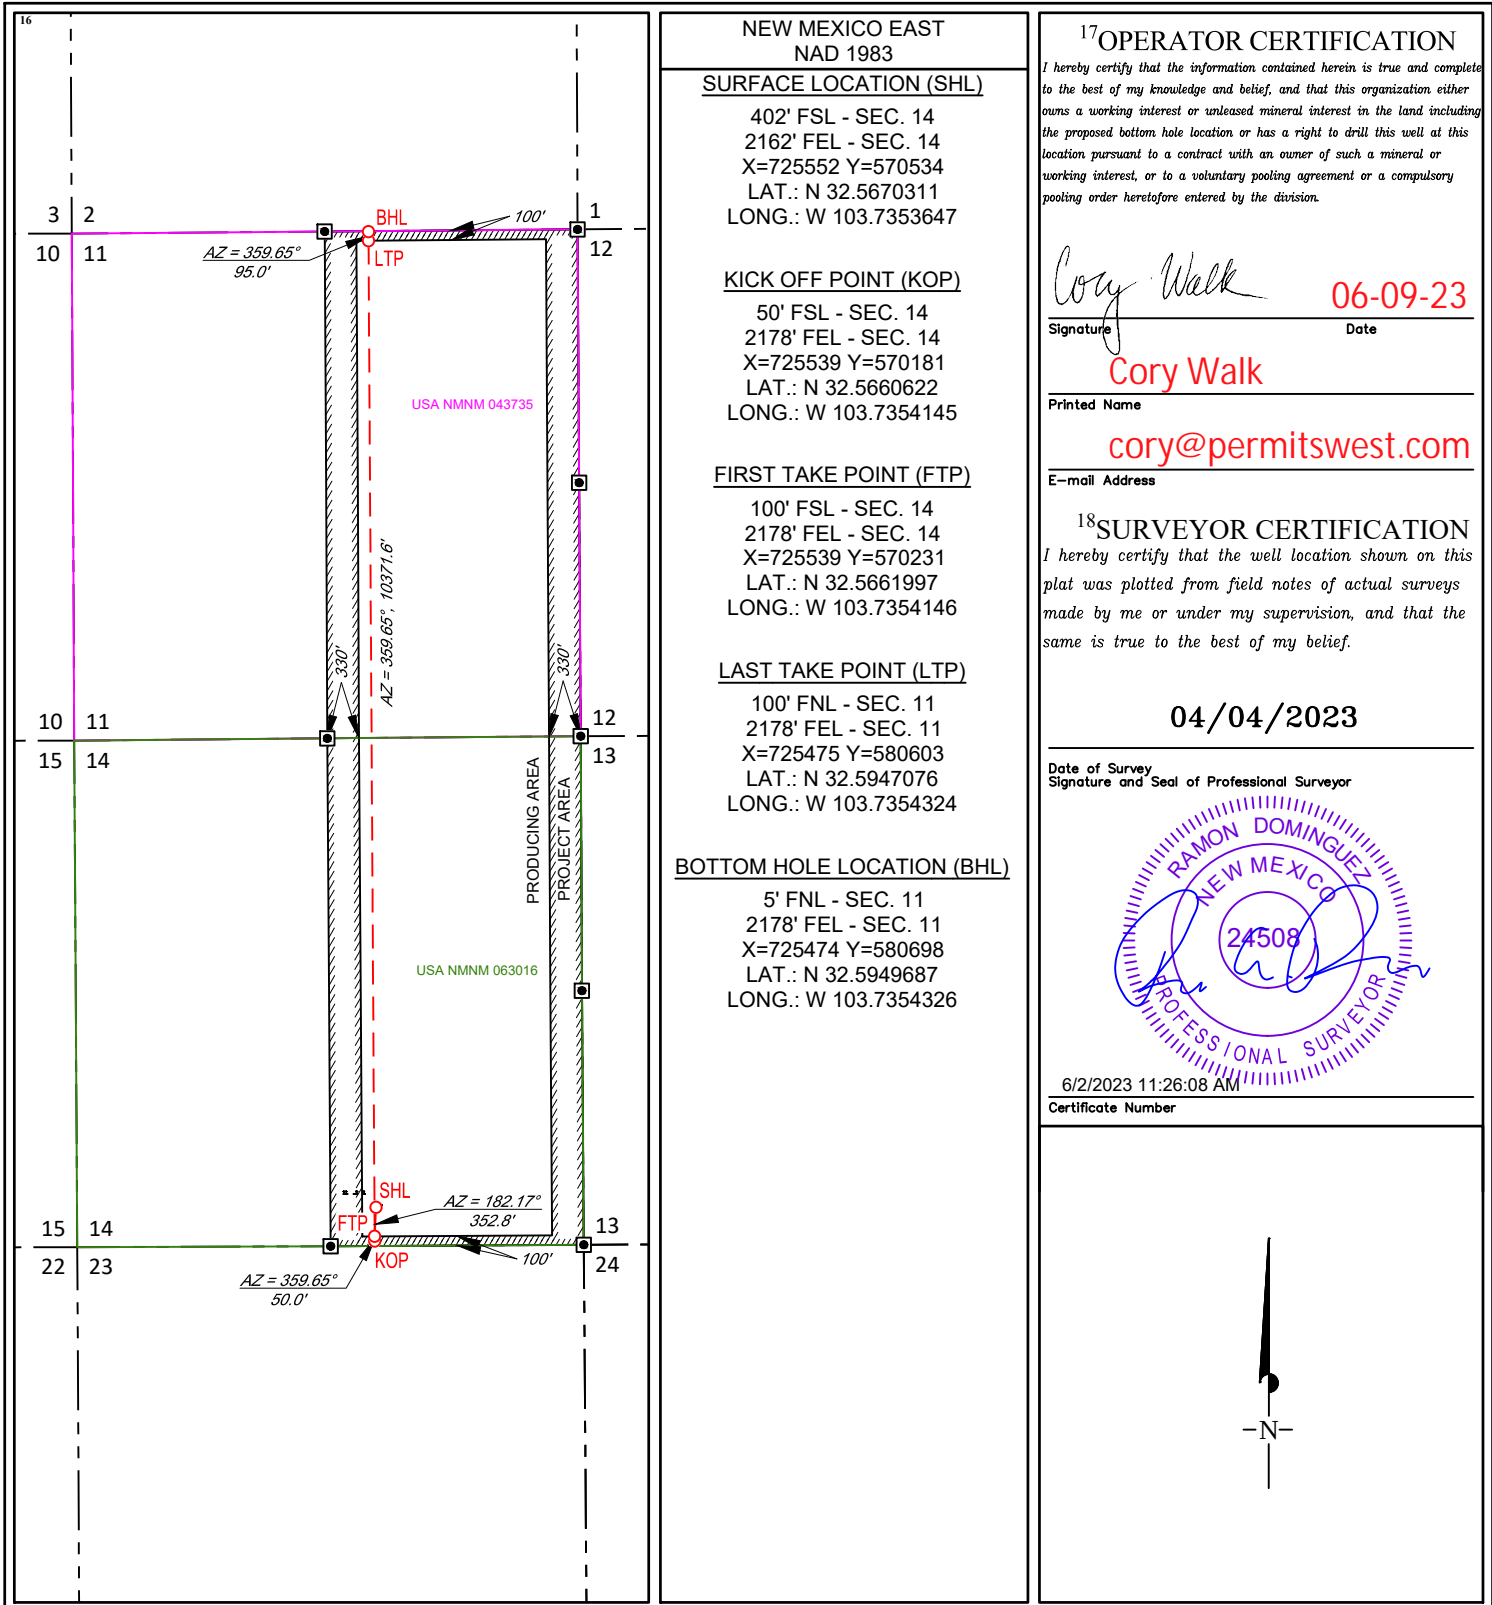 16
3 2
1
10 11
12
BHL
100'
LTP
AZ = 359.65°
95.0'
USA NMNM 043735
AZ = 359.65°, 10371.6'
330'
330'
10 11
12
15 14
13
PRODUCING AREA
PROJECT AREA
USA NMNM 063016
SHL
AZ = 182.17°
352.8'
FTP
KOP
100'
15 14
13
22 23
24
AZ = 359.65°
50.0'
NEW MEXICO EAST
NAD 1983
SURFACE LOCATION (SHL)
402' FSL - SEC. 14
2162' FEL - SEC. 14
X=725552 Y=570534
LAT.: N 32.5670311
LONG.: W 103.7353647
KICK OFF POINT (KOP)
50' FSL - SEC. 14
2178' FEL - SEC. 14
X=725539 Y=570181
LAT.: N 32.5660622
LONG.: W 103.7354145
FIRST TAKE POINT (FTP)
100' FSL - SEC. 14
2178' FEL - SEC. 14
X=725539 Y=570231
LAT.: N 32.5661997
LONG.: W 103.7354146
LAST TAKE POINT (LTP)
100' FNL - SEC. 11
2178' FEL - SEC. 11
X=725475 Y=580603
LAT.: N 32.5947076
LONG.: W 103.7354324
BOTTOM HOLE LOCATION (BHL)
5' FNL - SEC. 11
2178' FEL - SEC. 11
X=725474 Y=580698
LAT.: N 32.5949687
LONG.: W 103.7354326
17OPERATOR CERTIFICATION
I hereby certify that the information contained herein is true and complete
to the best of my knowledge and belief, and that this organization either
owns a working interest or unleased mineral interest in the land including
the proposed bottom hole location or has a right to drill this well at this
location pursuant to a contract with an owner of such a mineral or
working interest, or to a voluntary pooling agreement or a compulsory
pooling order heretofore entered by the division.
Cory Walk
06-09-23
Signature Date
Cory Walk
Printed Name
cory@permitswest.com
E-mail Address
18SURVEYOR CERTIFICATION
I hereby certify that the well location shown on this
plat was plotted from field notes of actual surveys
made by me or under my supervision, and that the
same is true to the best of my belief.
04/04/2023
Date of Survey
Signature and Seal of Professional Surveyor
RAMON DOMINGUEZ
NEW MEXICO
24508
PROFESSIONAL SURVEYOR
6/2/2023 11:26:08 AM
Certificate Number
-N-